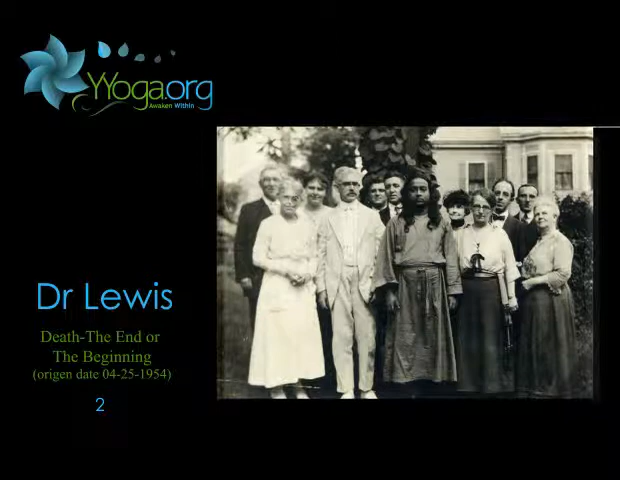 YYoga.org
Awaken Within
Dr Lewis
Death-The End or
The Beginning
(origen date 04-25-1954)
2